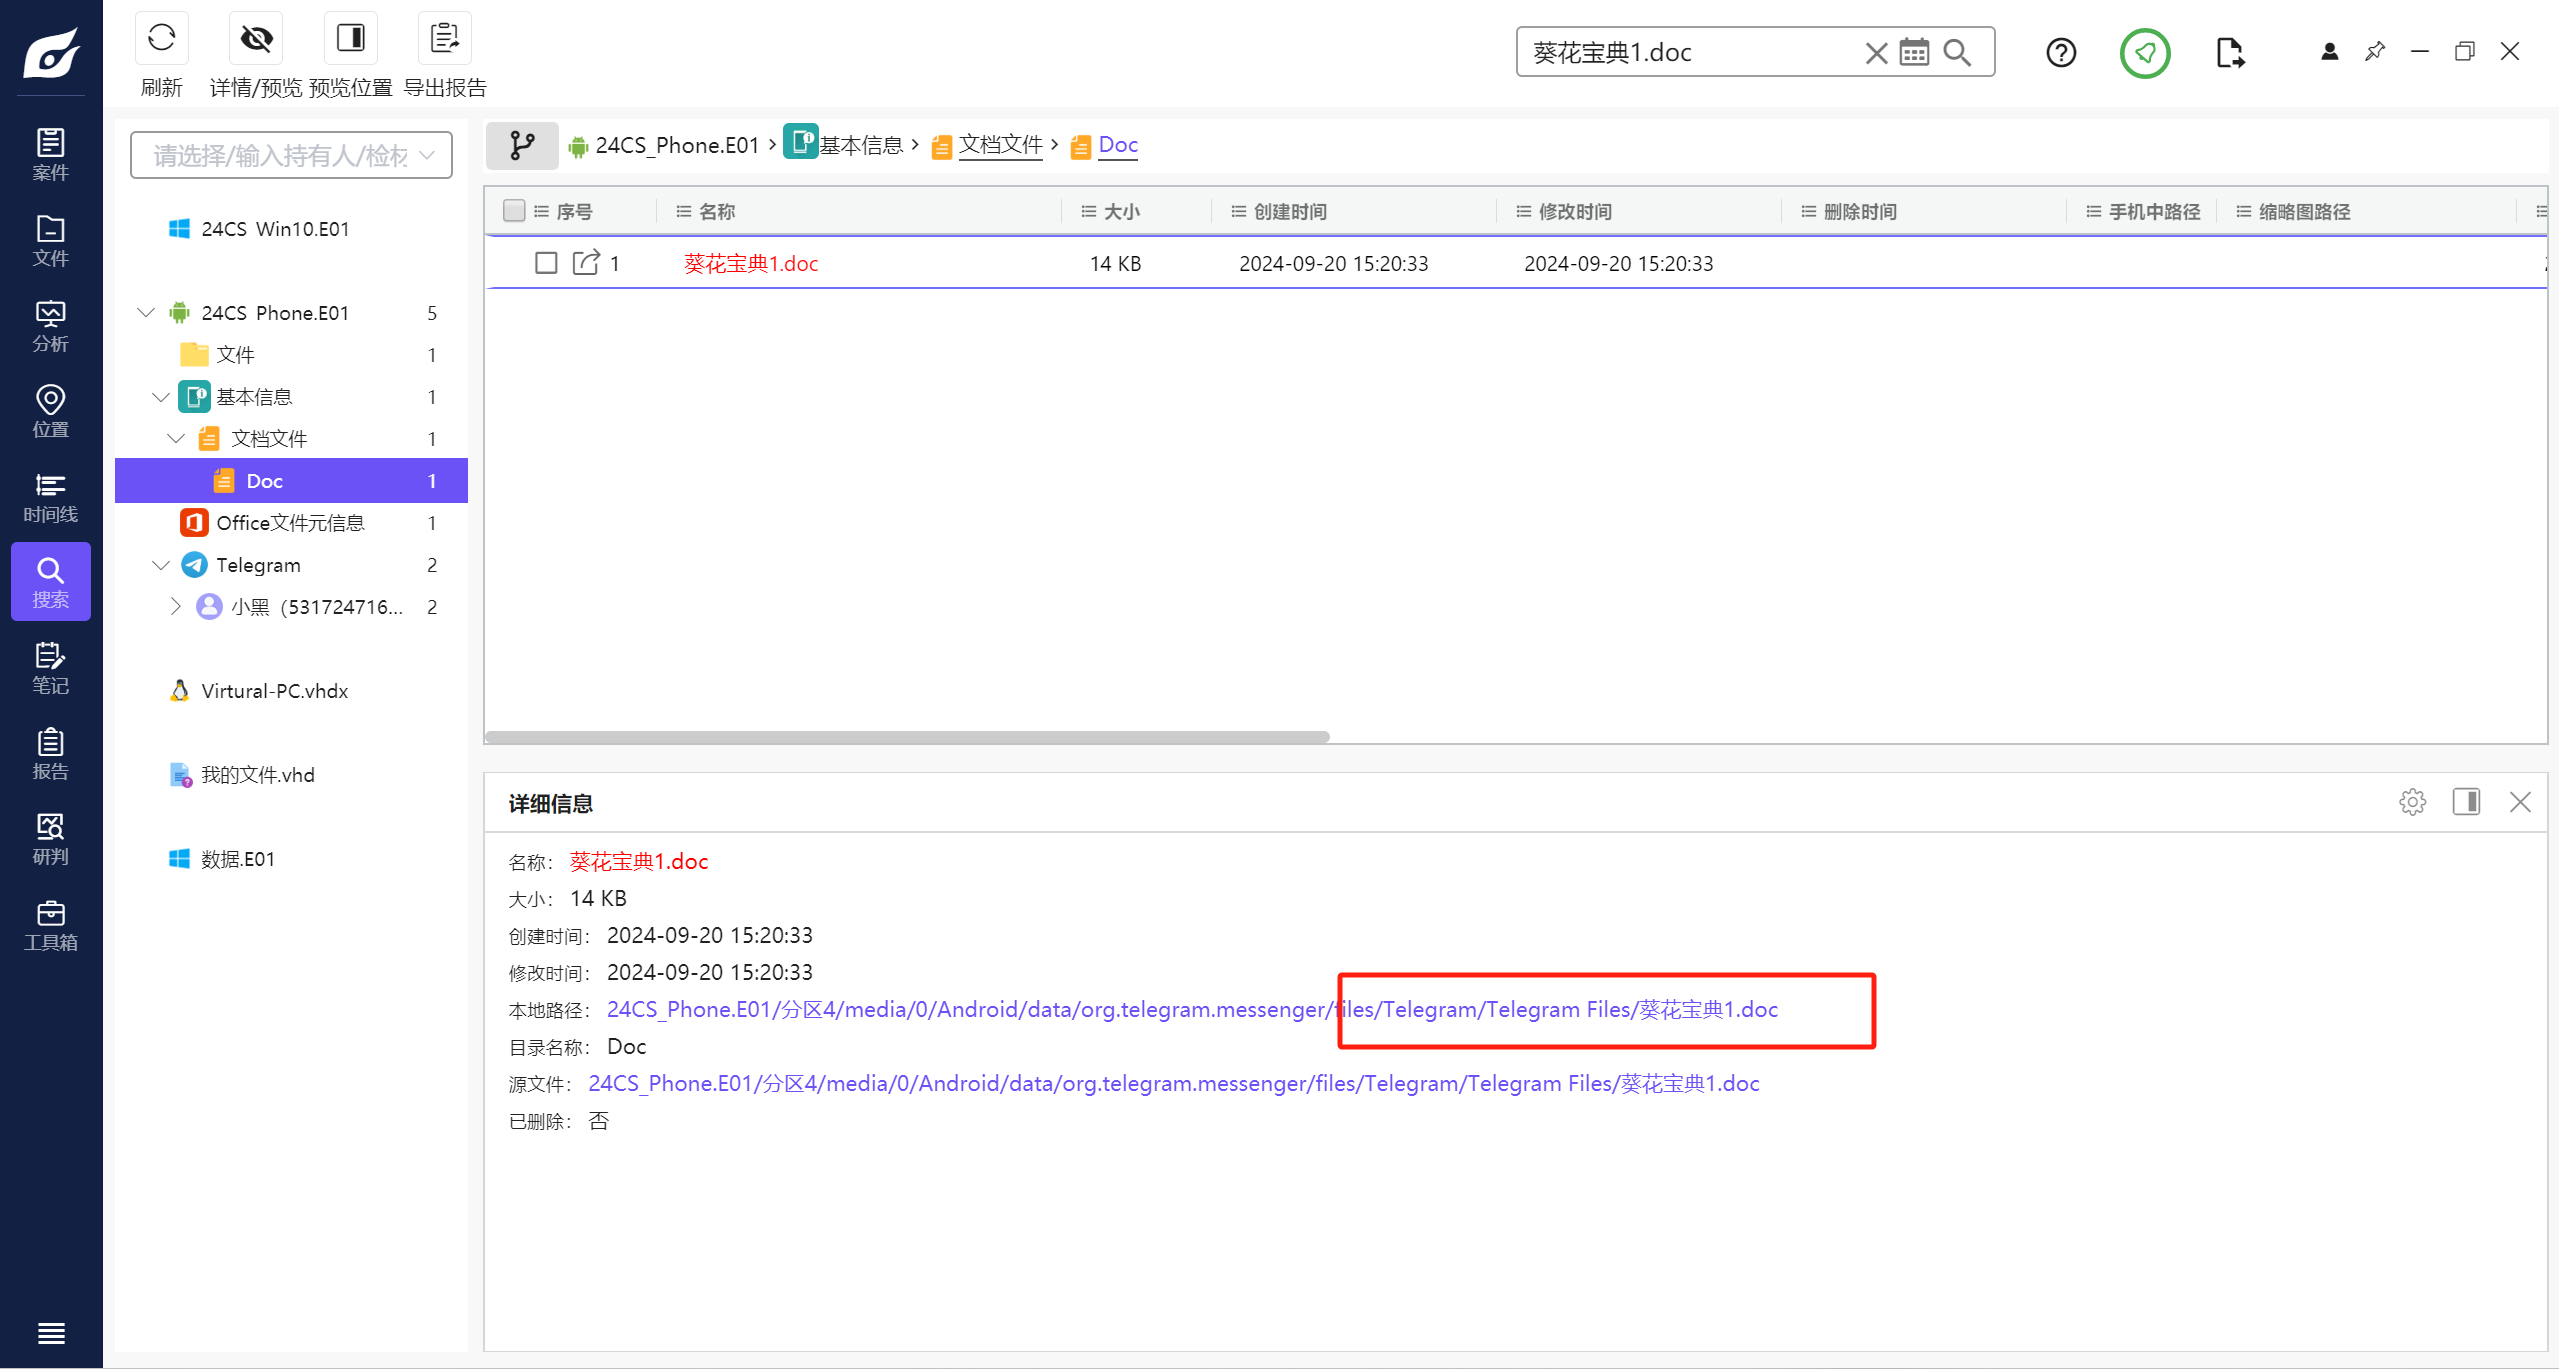 刷新
详情/预览
预览位置
导出报告
葵花宝典1.doc
案件
文件
分析
位置
时间线
搜索
笔记
报告
研判
工具箱
请选择/输入持有人/检材
24CS_Win10.E01
24CS_Phone.E01 5
文件 1
基本信息 1
文档文件 1
Doc 1
Office文件元信息 1
Telegram 2
小黑（531724716... 2
Virtural-PC.vhdx
我的文件.vhd
数据.E01
24CS_Phone.E01 › 基本信息 › 文档文件 › Doc
序号 名称 大小 创建时间 修改时间 删除时间 手机中路径 缩略图路径
1 葵花宝典1.doc 14 KB 2024-09-20 15:20:33 2024-09-20 15:20:33
详细信息
名称： 葵花宝典1.doc
大小： 14 KB
创建时间： 2024-09-20 15:20:33
修改时间： 2024-09-20 15:20:33
本地路径： 24CS_Phone.E01/分区4/media/0/Android/data/org.telegram.messenger/files/Telegram/Telegram Files/葵花宝典1.doc
目录名称： Doc
源文件： 24CS_Phone.E01/分区4/media/0/Android/data/org.telegram.messenger/files/Telegram/Telegram Files/葵花宝典1.doc
已删除： 否